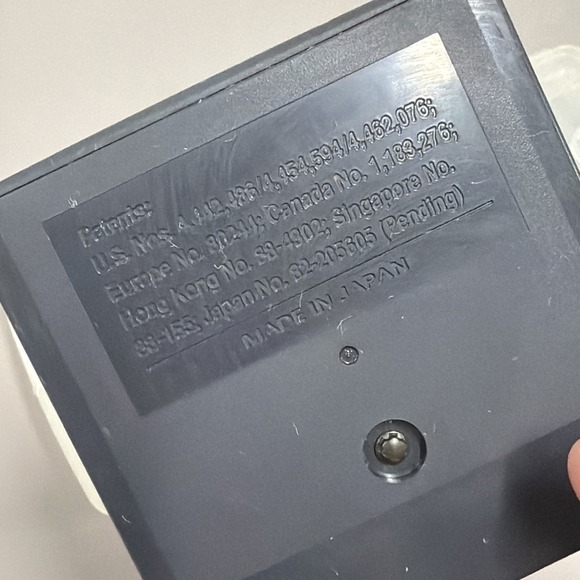 Patents:
U.S. Nos. 4,442,486/4,454,594/4,462,076;
Europe No. 80244; Canada No. 1,183,276;
Hong Kong No. 88-4302; Singapore No.
88-155; Japan No. 82-205605 (Pending)
MADE IN JAPAN